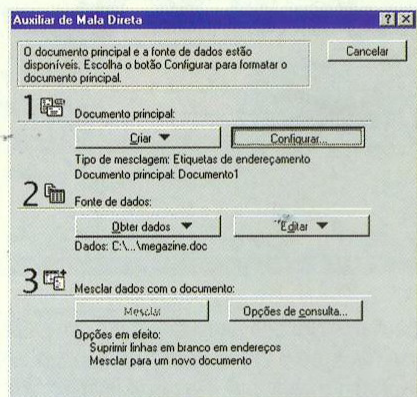 Auxiliar de Mala Direta
O documento principal e a fonte de dados estão
disponíveis. Escolha o botão Configurar para formatar o
documento principal.
Cancelar
1 Documento principal:
Criar Configurar...
Tipo de mesclagem: Etiquetas de endereçamento
Documento principal: Documento1
2 Fonte de dados:
Obter dados Editar
Dados: C:\...\megazine.doc
3 Mesclar dados com o documento:
Mesclar Opções de consulta...
Opções em efeito:
Suprimir linhas em branco em endereços
Mesclar para um novo documento